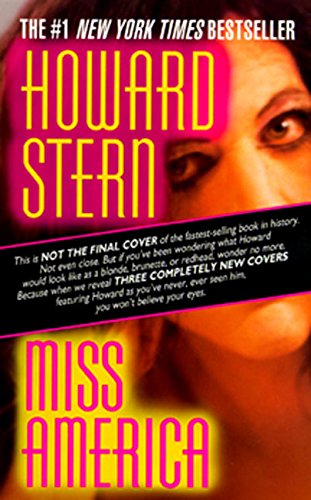 THE #1 NEW YORK TIMES BESTSELLER
HOWARD
STERN
This is NOT THE FINAL COVER of the fastest-selling book in history.
Not even close. But if you've been wondering what Howard
would look like as a blonde, brunette, or redhead, wonder no more.
Because when we reveal THREE COMPLETELY NEW COVERS
featuring Howard as you've never, ever seen him,
you won't believe your eyes.
MISS
AMERICA